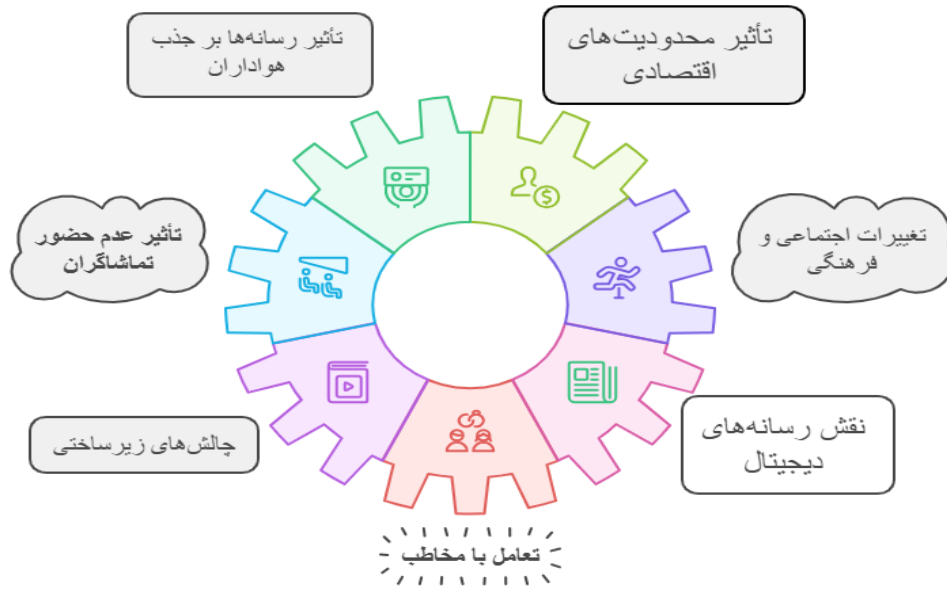 تأثیر محدودیت‌های
اقتصادی
تأثیر رسانه‌ها بر جذب
هواداران
تغییرات اجتماعی و
فرهنگی
تأثیر عدم حضور
تماشاگران
نقش رسانه‌های
دیجیتال
چالش‌های زیرساختی
تعامل با مخاطب